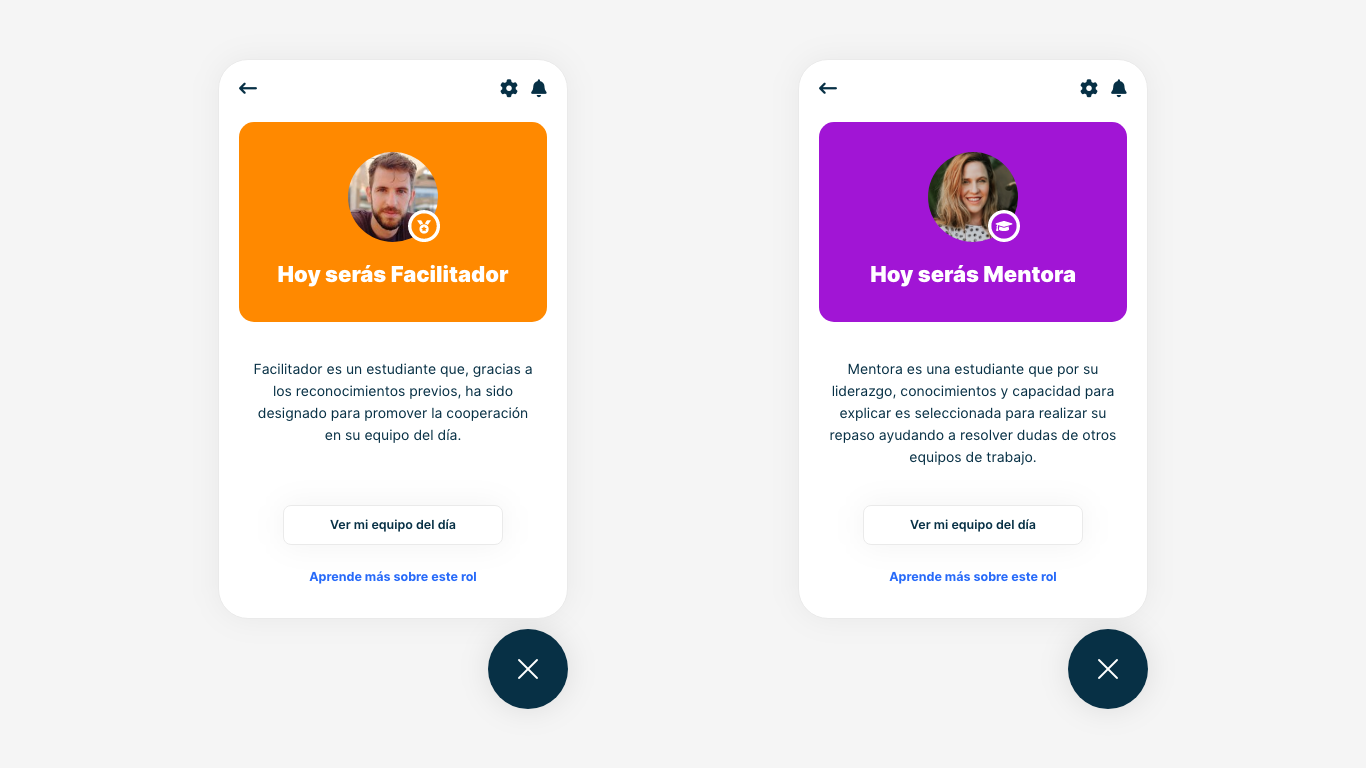 Hoy serás Facilitador
Facilitador es un estudiante que, gracias a
los reconocimientos previos, ha sido
designado para promover la cooperación
en su equipo del día.
Ver mi equipo del día
Aprende más sobre este rol
Hoy serás Mentora
Mentora es una estudiante que por su
liderazgo, conocimientos y capacidad para
explicar es seleccionada para realizar su
repaso ayudando a resolver dudas de otros
equipos de trabajo.
Ver mi equipo del día
Aprende más sobre este rol